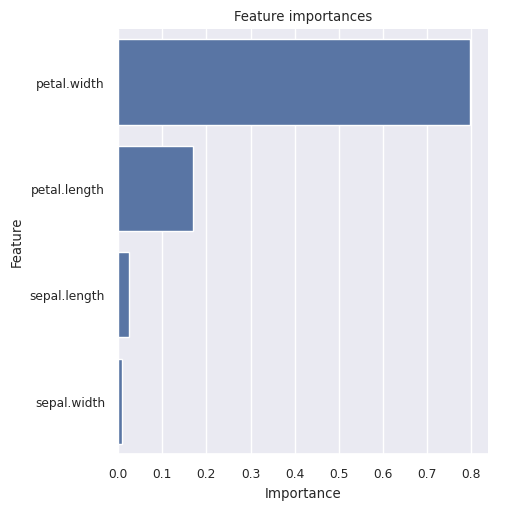 Feature importances
petal.width
petal.length
sepal.length
sepal.width
Feature
0.0 0.1 0.2 0.3 0.4 0.5 0.6 0.7 0.8
Importance